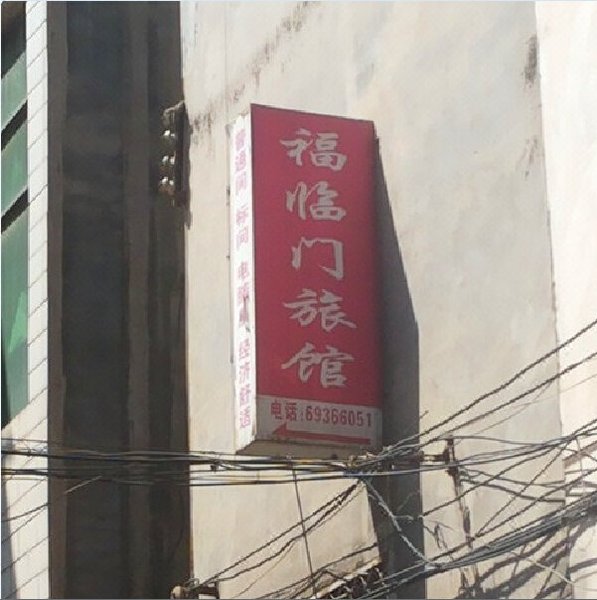 福临门旅馆
电话:69366051
普通间 标间 电脑房 经济舒适